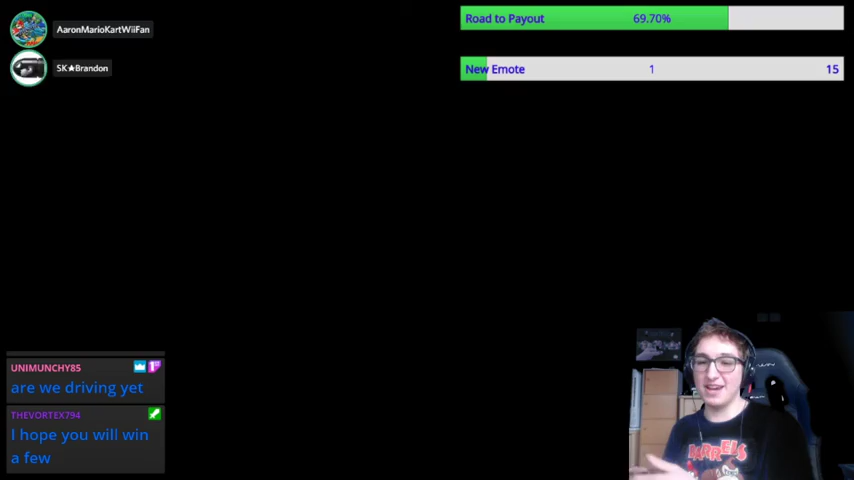 AaronMarioKartWiiFan
SK★Brandon
Road to Payout 69.70%
New Emote 1 15
UNIMUNCHY85
are we driving yet
THEVORTEX794
I hope you will win
a few